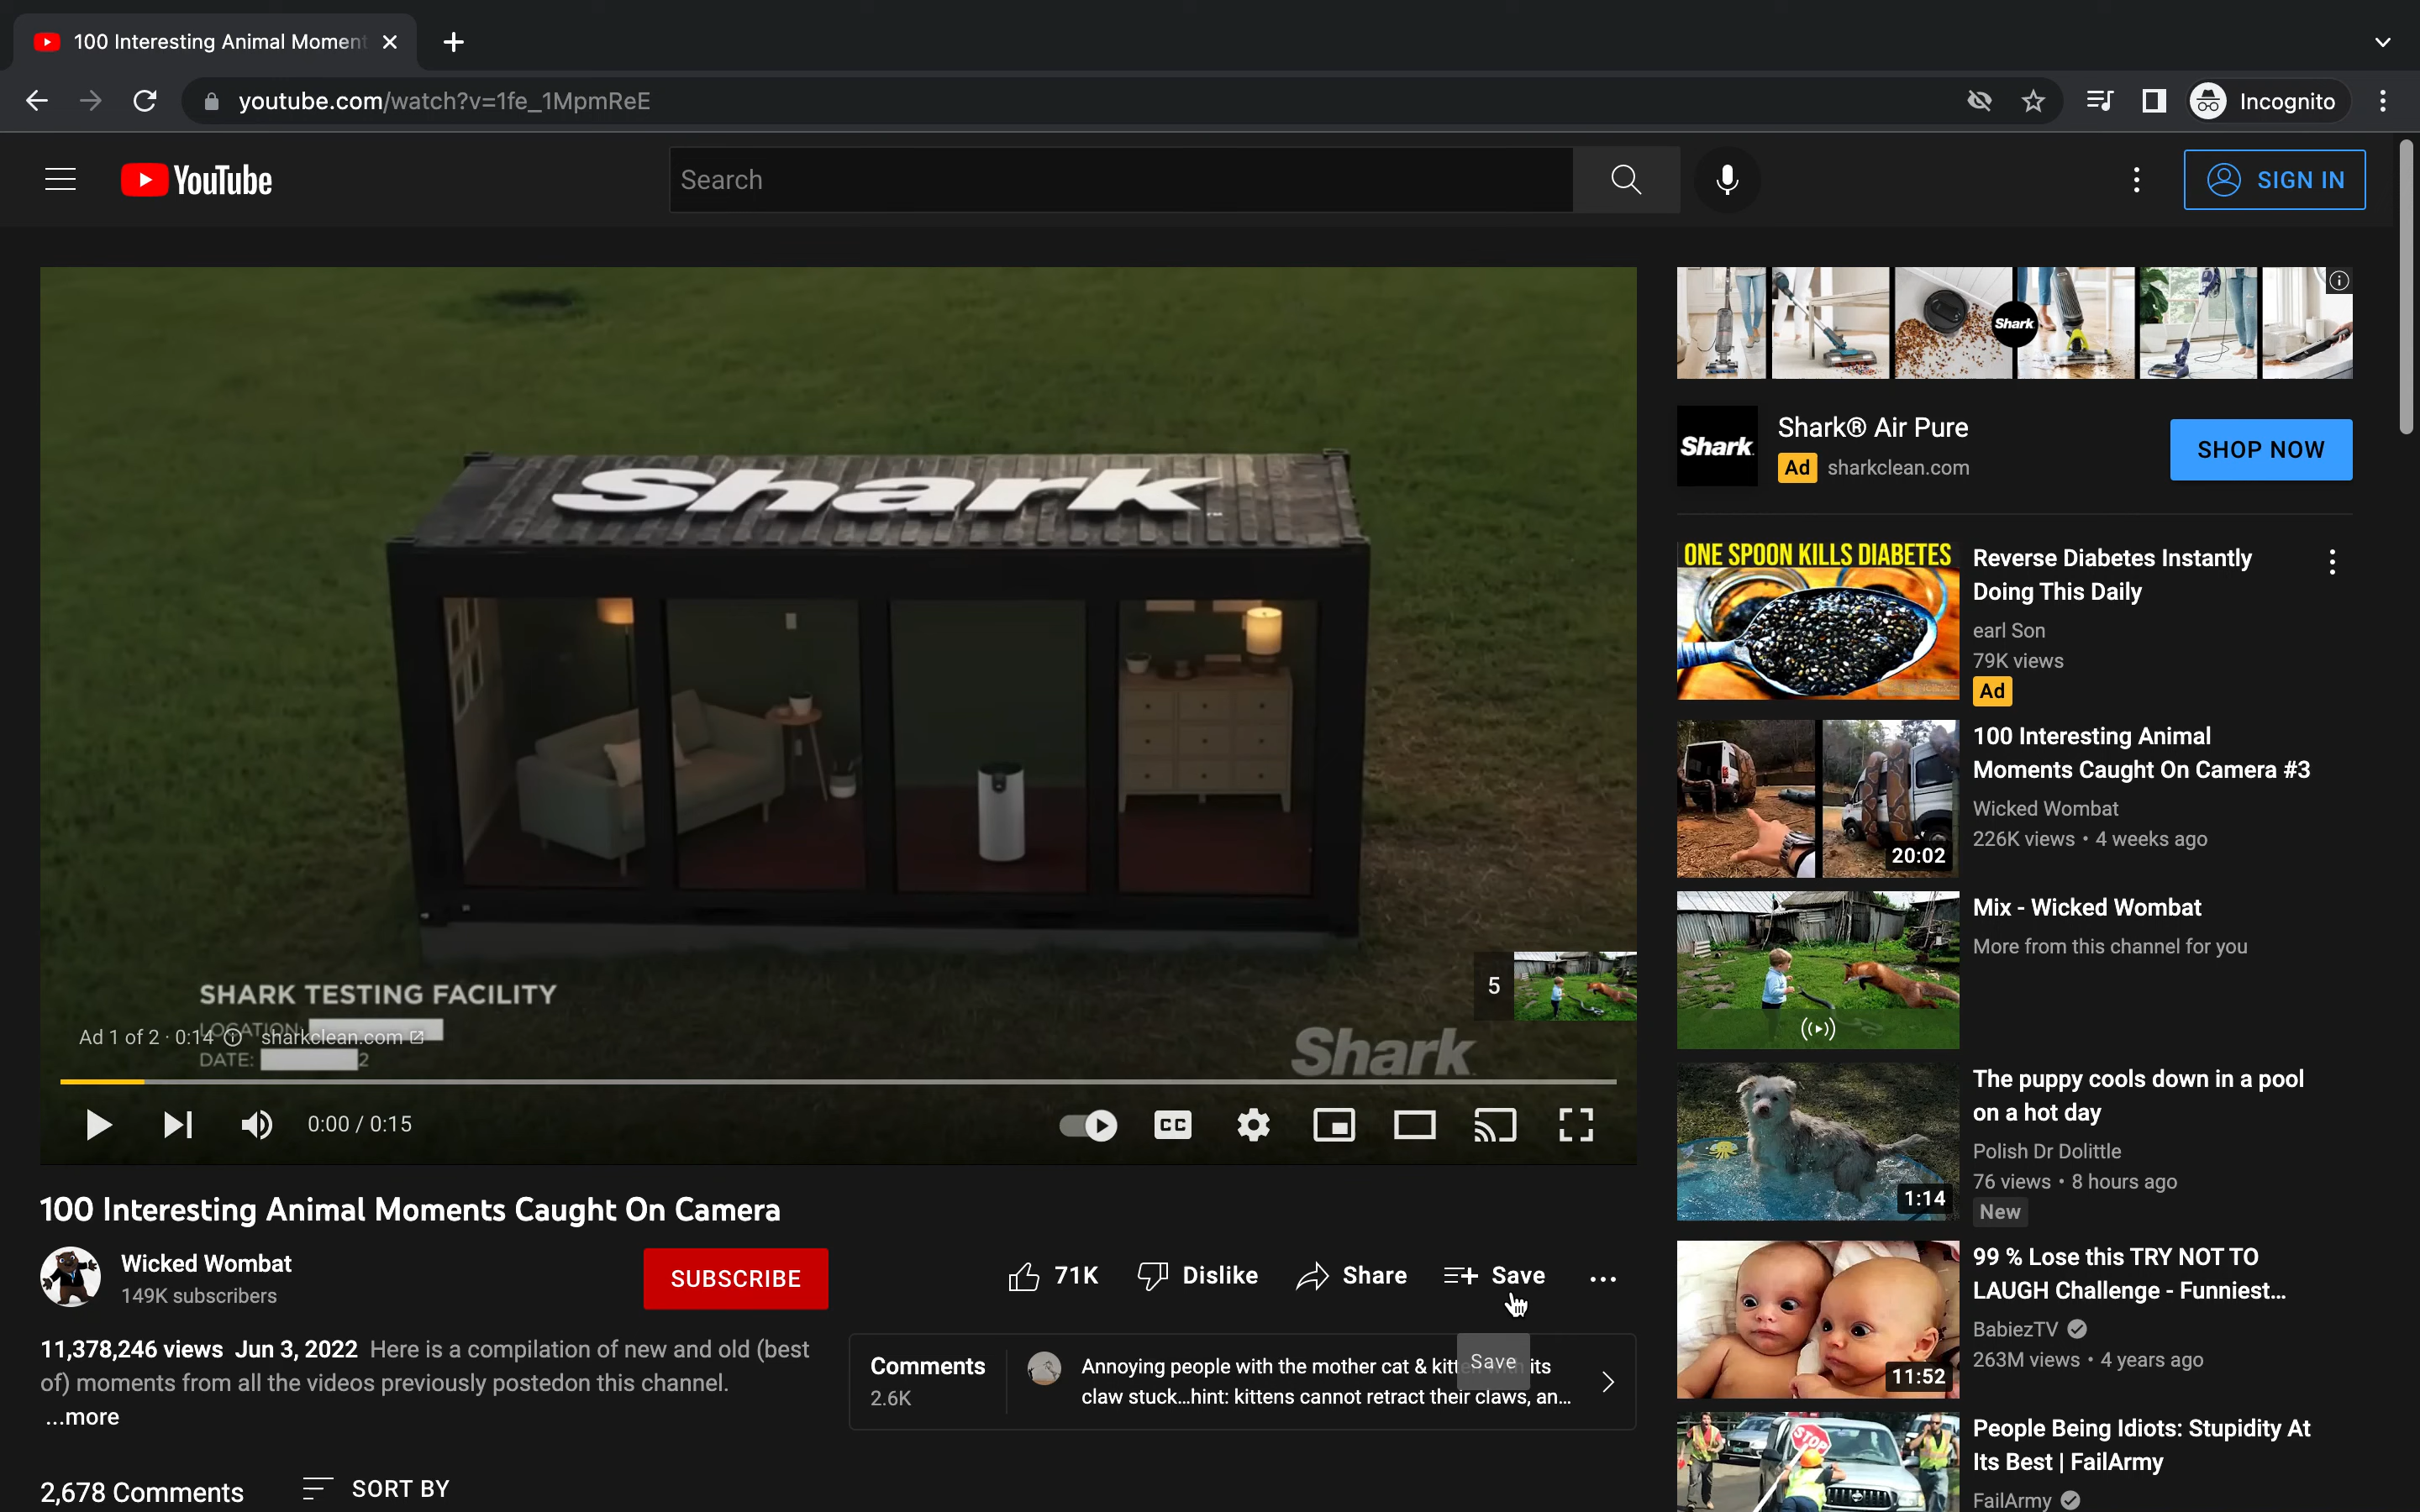 100 Interesting Animal Moment
youtube.com/watch?v=1fe_1MpmReE
Incognito
YouTube
Search
SIGN IN
Shark
SHARK TESTING FACILITY
LOCATION
Ad 1 of 2 · 0:14 sharkclean.com
DATE: 2
5
Shark
0:00 / 0:15
CC
100 Interesting Animal Moments Caught On Camera
Wicked Wombat
149K subscribers
SUBSCRIBE
71K
Dislike
Share
Save
11,378,246 views Jun 3, 2022 Here is a compilation of new and old (best
of) moments from all the videos previously postedon this channel.
...more
Comments
2.6K
Annoying people with the mother cat & its
claw stuck...hint: kittens cannot retract their claws, an...
Save
2,678 Comments
SORT BY
Shark
Shark
Shark® Air Pure
Ad sharkclean.com
SHOP NOW
ONE SPOON KILLS DIABETES
Reverse Diabetes Instantly
Doing This Daily
earl Son
79K views
Ad
20:02
100 Interesting Animal
Moments Caught On Camera #3
Wicked Wombat
226K views • 4 weeks ago
Mix - Wicked Wombat
More from this channel for you
1:14
The puppy cools down in a pool
on a hot day
Polish Dr Dolittle
76 views • 8 hours ago
New
11:52
99 % Lose this TRY NOT TO
LAUGH Challenge - Funniest...
BabiezTV
263M views • 4 years ago
STOP
People Being Idiots: Stupidity At
Its Best | FailArmy
FailArmy